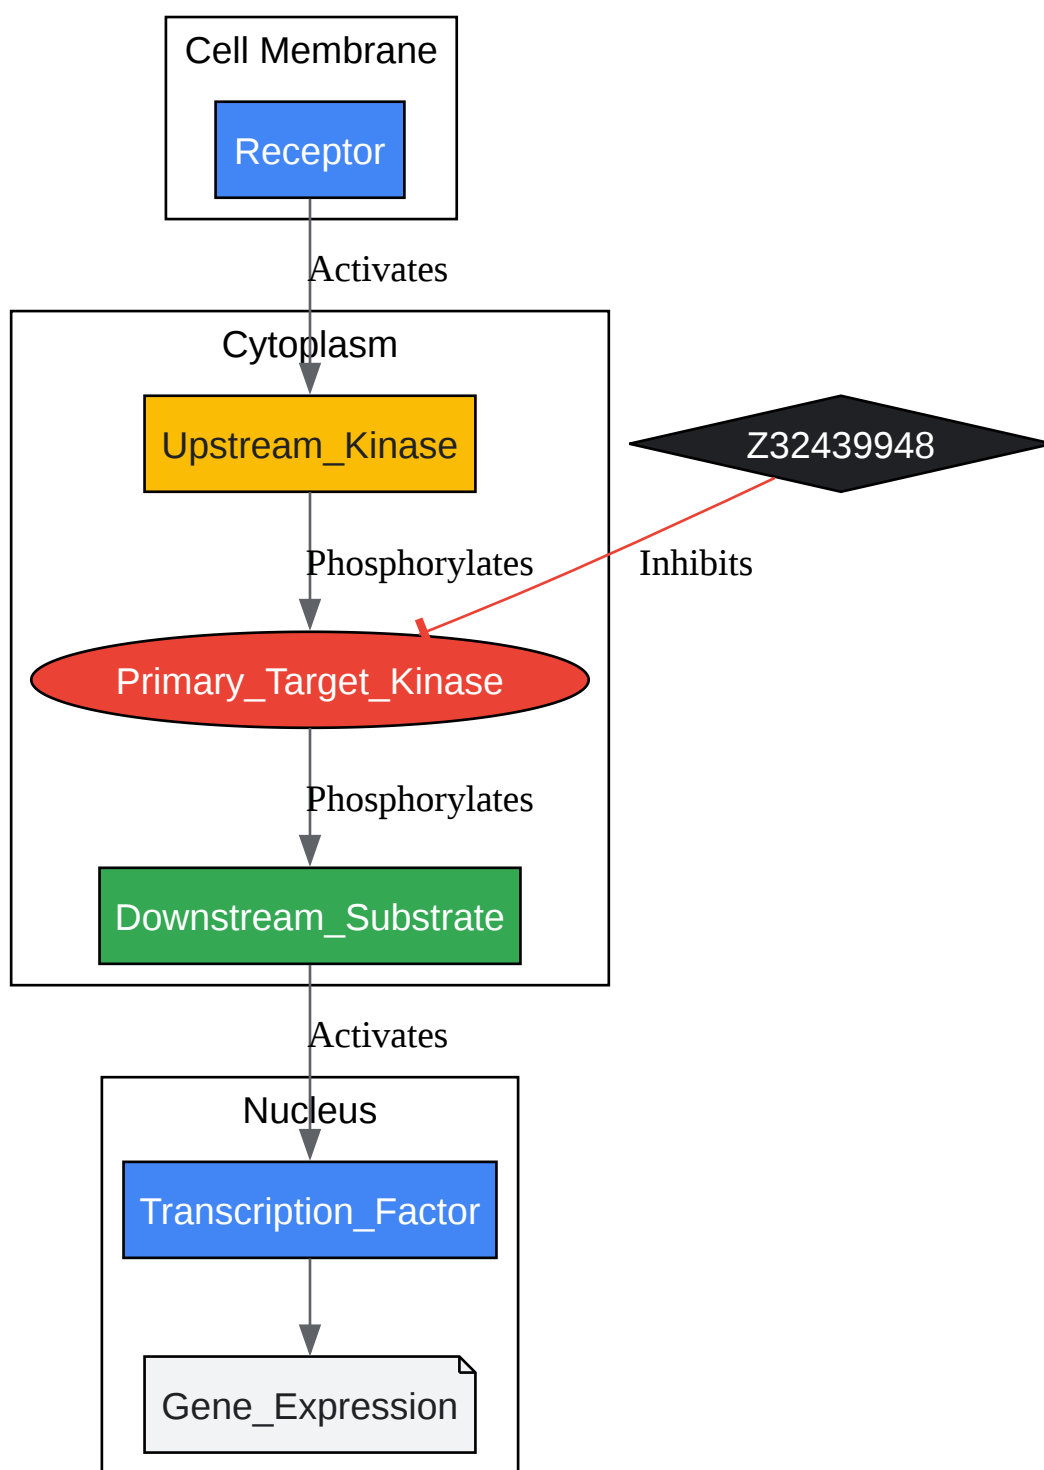 Cell Membrane
Receptor
Activates
Cytoplasm
Upstream_Kinase
Z32439948
Phosphorylates
Inhibits
Primary_Target_Kinase
Phosphorylates
Downstream_Substrate
Activates
Nucleus
Transcription_Factor
Gene_Expression